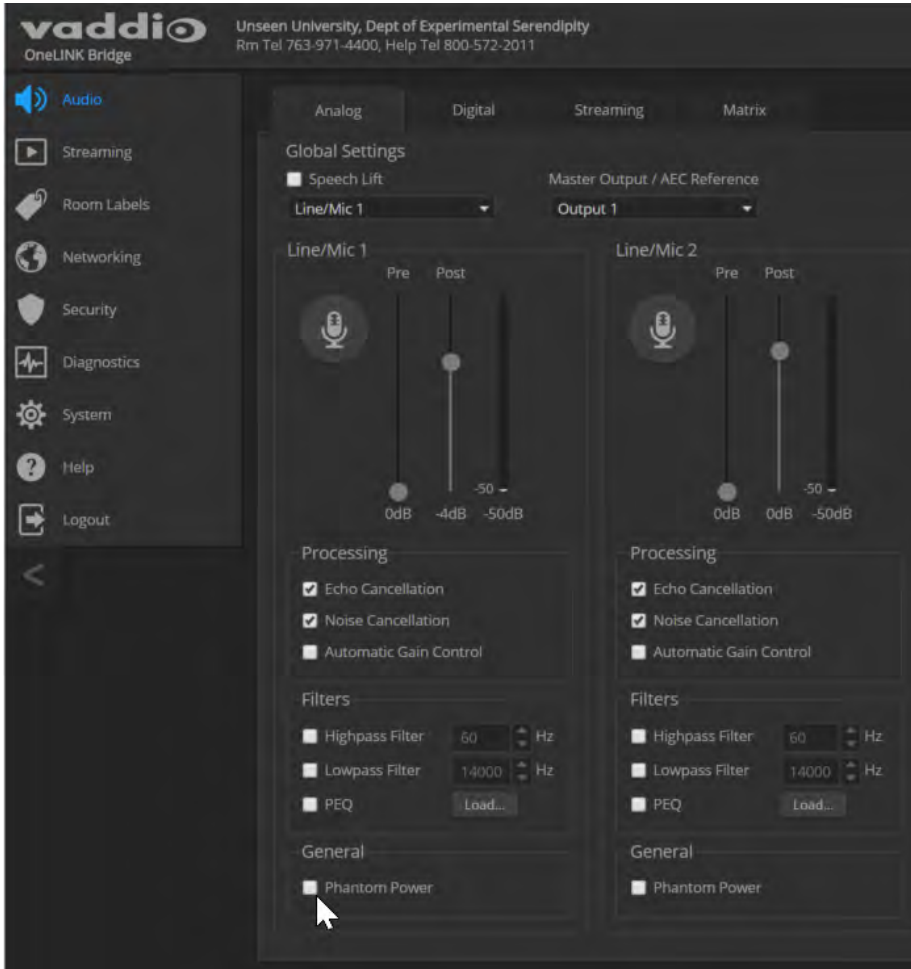 vaddio
OneLINK Bridge
Unseen University, Dept of Experimental Serendipity
Rm Tel 763-971-4400, Help Tel 800-572-2011
Audio
Streaming
Room Labels
Networking
Security
Diagnostics
System
Help
Logout
<
Analog Digital Streaming Matrix
Global Settings
Speech Lift Master Output / AEC Reference
Line/Mic 1 Output 1
Line/Mic 1
Pre Post
-50
0dB -4dB -50dB
Processing
Echo Cancellation
Noise Cancellation
Automatic Gain Control
Filters
Highpass Filter 60 Hz
Lowpass Filter 14000 Hz
PEQ Load...
General
Phantom Power
Line/Mic 2
Pre Post
-50
0dB 0dB -50dB
Processing
Echo Cancellation
Noise Cancellation
Automatic Gain Control
Filters
Highpass Filter 60 Hz
Lowpass Filter 14000 Hz
PEQ Load...
General
Phantom Power